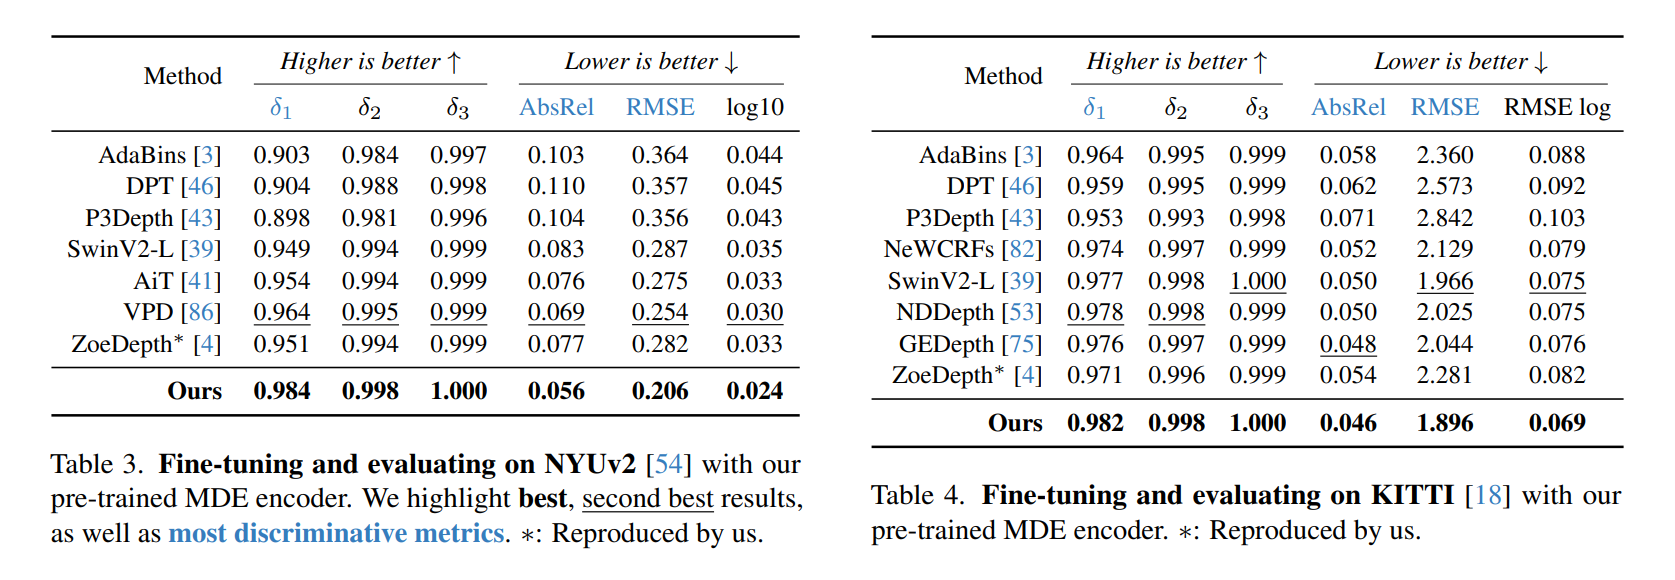 Method Higher is better ↑ Lower is better ↓
δ1 δ2 δ3 AbsRel RMSE log10
AdaBins [3] 0.903 0.984 0.997 0.103 0.364 0.044
DPT [46] 0.904 0.988 0.998 0.110 0.357 0.045
P3Depth [43] 0.898 0.981 0.996 0.104 0.356 0.043
SwinV2-L [39] 0.949 0.994 0.999 0.083 0.287 0.035
AiT [41] 0.954 0.994 0.999 0.076 0.275 0.033
VPD [86] 0.964 0.995 0.999 0.069 0.254 0.030
ZoeDepth* [4] 0.951 0.994 0.999 0.077 0.282 0.033
Ours 0.984 0.998 1.000 0.056 0.206 0.024
Table 3. Fine-tuning and evaluating on NYUv2 [54] with our
pre-trained MDE encoder. We highlight best, second best results,
as well as most discriminative metrics. *: Reproduced by us.
Method Higher is better ↑ Lower is better ↓
δ1 δ2 δ3 AbsRel RMSE RMSE log
AdaBins [3] 0.964 0.995 0.999 0.058 2.360 0.088
DPT [46] 0.959 0.995 0.999 0.062 2.573 0.092
P3Depth [43] 0.953 0.993 0.998 0.071 2.842 0.103
NeWCRFs [82] 0.974 0.997 0.999 0.052 2.129 0.079
SwinV2-L [39] 0.977 0.998 1.000 0.050 1.966 0.075
NDDepth [53] 0.978 0.998 0.999 0.050 2.025 0.075
GEDepth [75] 0.976 0.997 0.999 0.048 2.044 0.076
ZoeDepth* [4] 0.971 0.996 0.999 0.054 2.281 0.082
Ours 0.982 0.998 1.000 0.046 1.896 0.069
Table 4. Fine-tuning and evaluating on KITTI [18] with our
pre-trained MDE encoder. *: Reproduced by us.